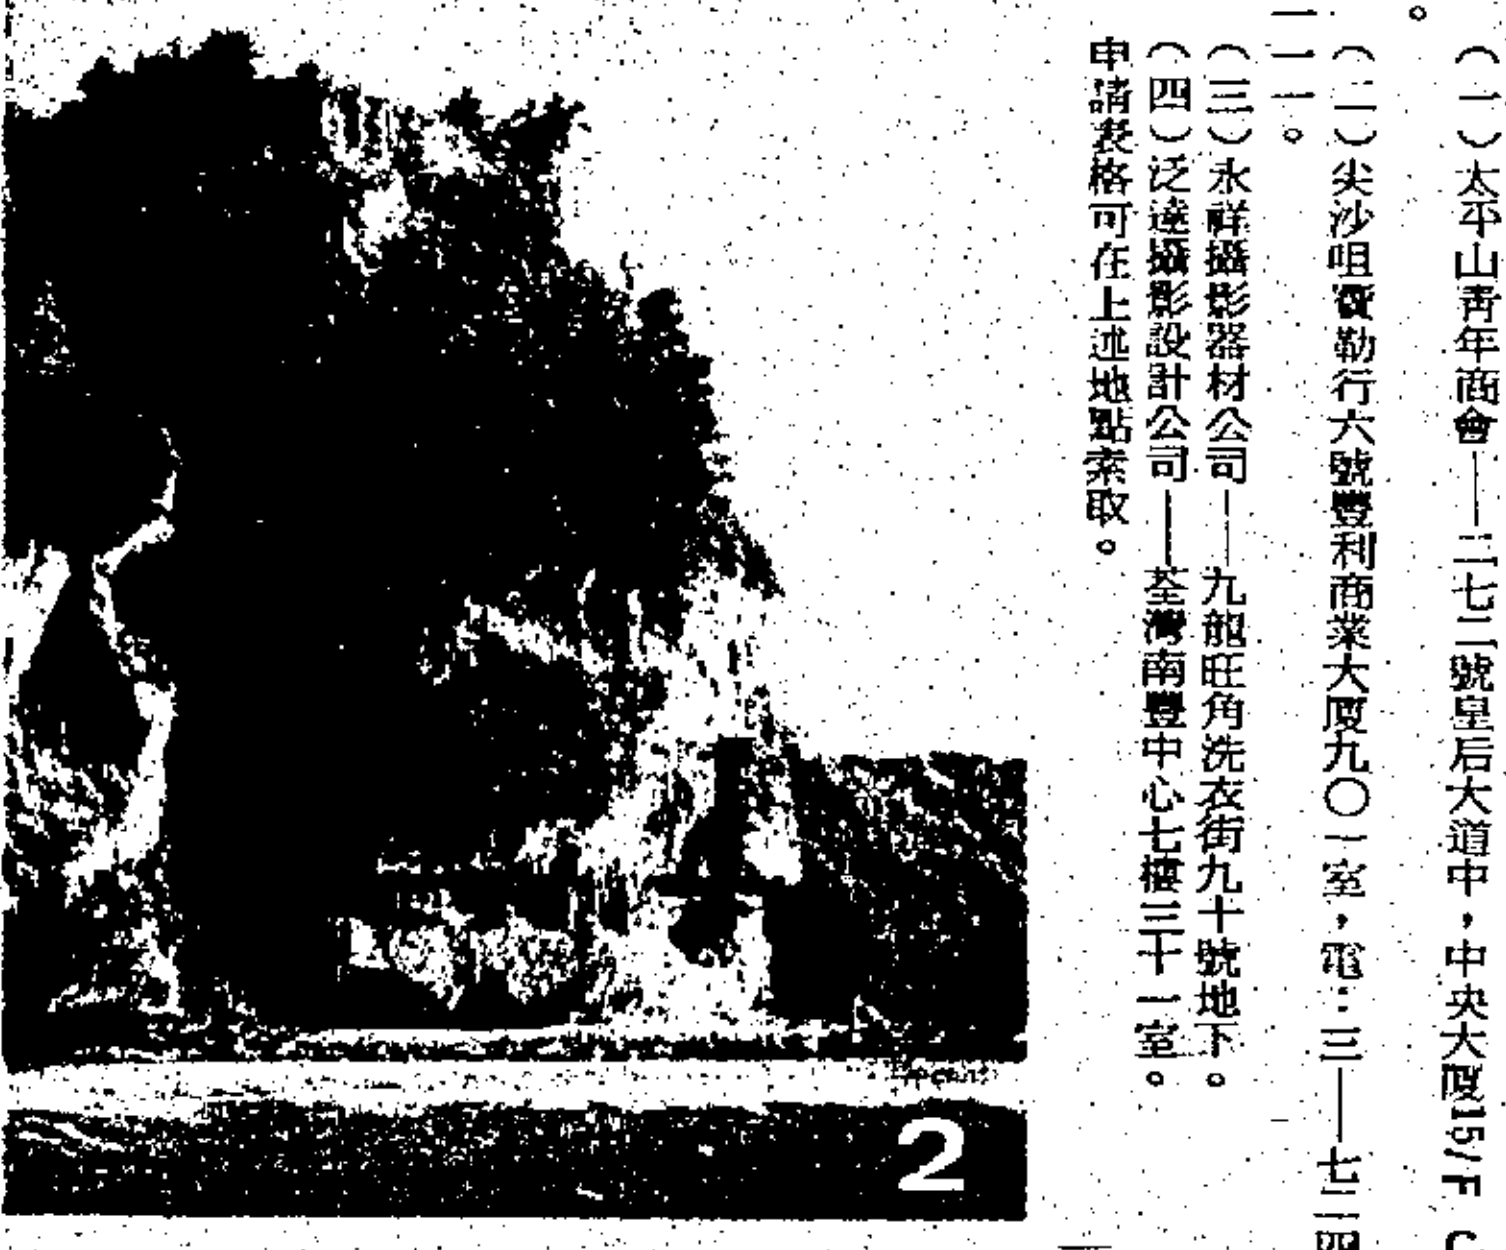 (一)太平山青年商會——二七二號皇后大道中,中央大厦15/F
(二)尖沙咀寶勒行六號豐利商業大厦九〇一室,電:三——七二四
一一一。
(三)永祥攝影器材公司——九龍旺角洗衣街九十號地下。
(四)泛達攝影設計公司——荃灣南豐中心七樓三十一室。
申請表格可在上述地點索取。
2